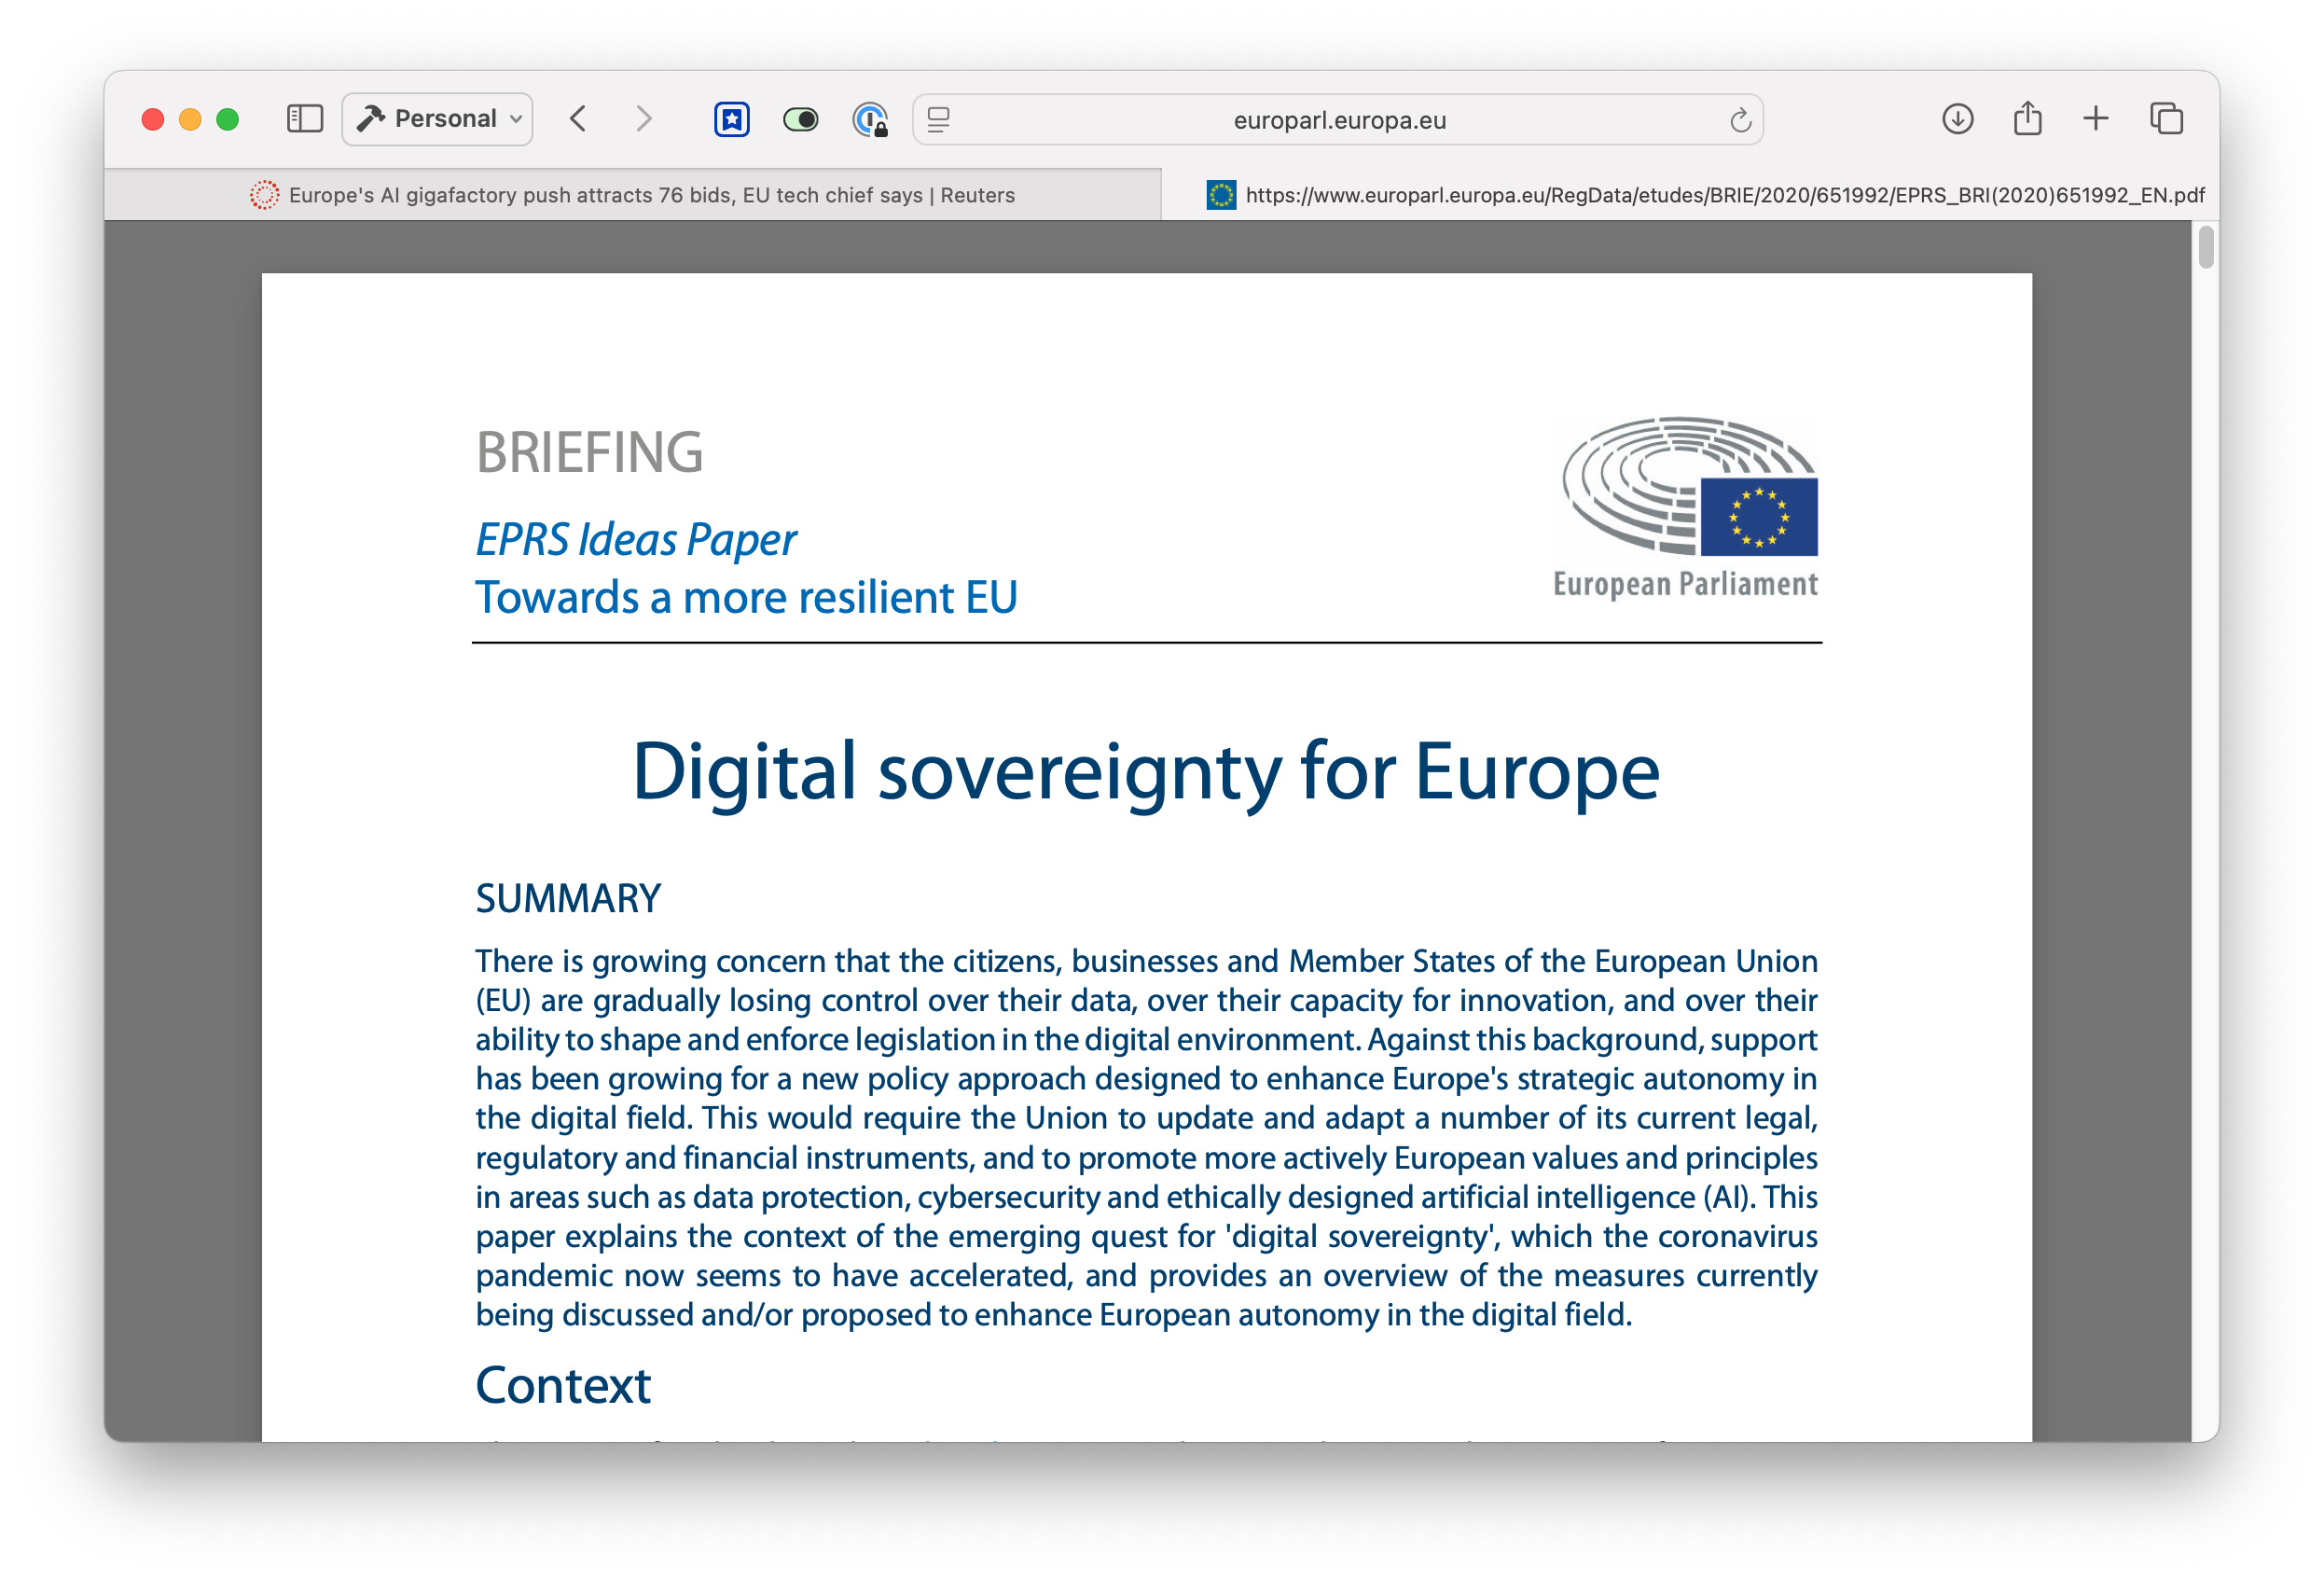 Personal
europarl.europa.eu
Europe's AI gigafactory push attracts 76 bids, EU tech chief says | Reuters
https://www.europarl.europa.eu/RegData/etudes/BRIE/2020/651992/EPRS_BRI(2020)651992_EN.pdf
BRIEFING
EPRS Ideas Paper
Towards a more resilient EU
European Parliament
Digital sovereignty for Europe
SUMMARY
There is growing concern that the citizens, businesses and Member States of the European Union
(EU) are gradually losing control over their data, over their capacity for innovation, and over their
ability to shape and enforce legislation in the digital environment. Against this background, support
has been growing for a new policy approach designed to enhance Europe's strategic autonomy in
the digital field. This would require the Union to update and adapt a number of its current legal,
regulatory and financial instruments, and to promote more actively European values and principles
in areas such as data protection, cybersecurity and ethically designed artificial intelligence (AI). This
paper explains the context of the emerging quest for 'digital sovereignty', which the coronavirus
pandemic now seems to have accelerated, and provides an overview of the measures currently
being discussed and/or proposed to enhance European autonomy in the digital field.
Context